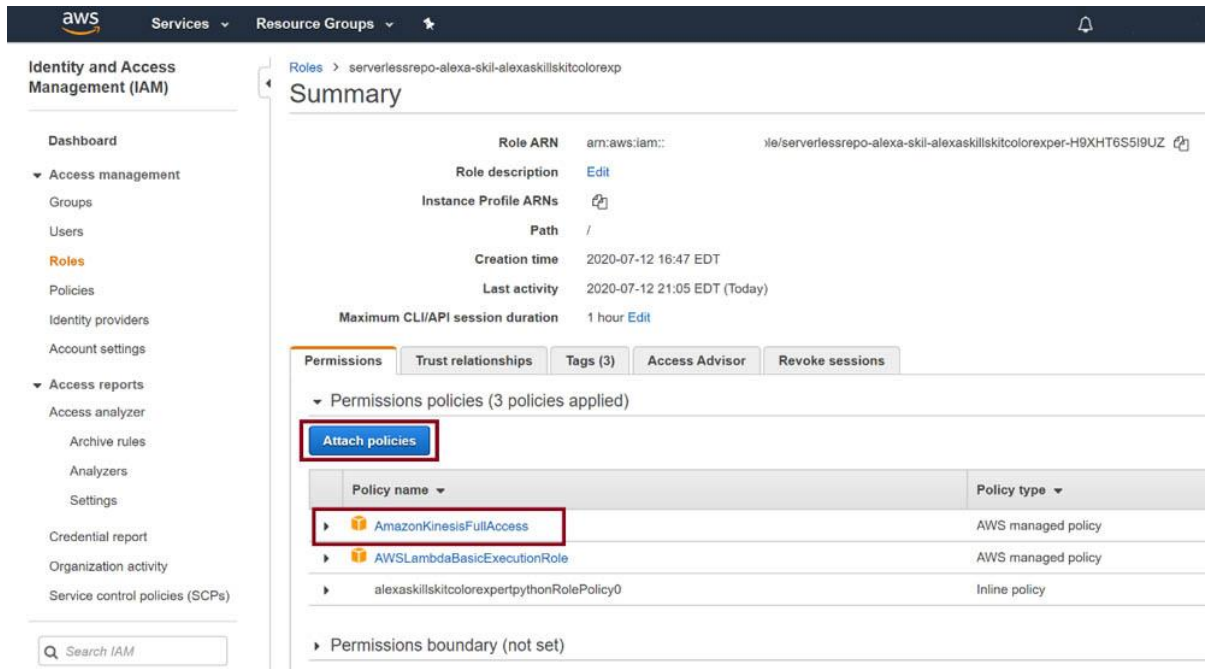 aws Services Resource Groups
Identity and Access
Management (IAM)
Dashboard
Access management
Groups
Users
Roles
Policies
Identity providers
Account settings
Access reports
Access analyzer
Archive rules
Analyzers
Settings
Credential report
Organization activity
Service control policies (SCPs)
Search IAM
Roles > serverlessrepo-alexa-skil-alexaskillskitcolorexp
Summary
Role ARN arn:aws:iam:: le/serverlessrepo-alexa-skil-alexaskillskitcolorexper-H9XHT6S5I9UZ
Role description Edit
Instance Profile ARNs
Path /
Creation time 2020-07-12 16:47 EDT
Last activity 2020-07-12 21:05 EDT (Today)
Maximum CLI/API session duration 1 hour Edit
Permissions Trust relationships Tags (3) Access Advisor Revoke sessions
Permissions policies (3 policies applied)
Attach policies
Policy name Policy type
AmazonKinesisFullAccess AWS managed policy
AWSLambdaBasicExecutionRole AWS managed policy
alexaskillskitcolorexpertpythonRolePolicy0 Inline policy
Permissions boundary (not set)